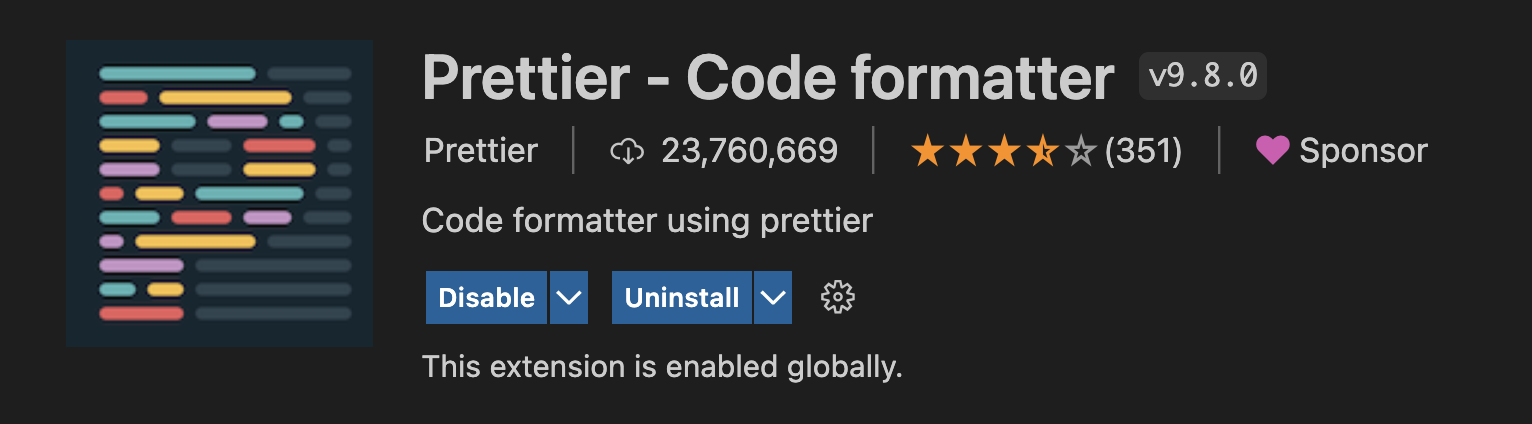 Prettier - Code formatter v9.8.0
Prettier 23,760,669 (351) Sponsor
Code formatter using prettier
Disable Uninstall
This extension is enabled globally.